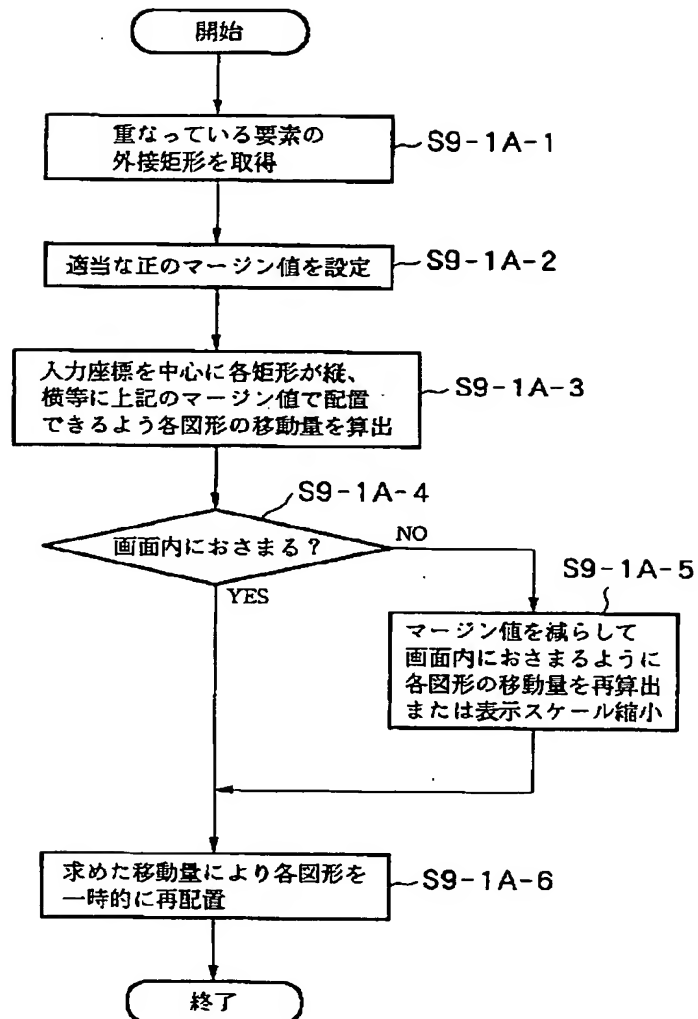 開始
重なっている要素の
外接矩形を取得
S9-1A-1
適当な正のマージン値を設定
S9-1A-2
入力座標を中心に各矩形が縦、
横等に上記のマージン値で配置
できるよう各図形の移動量を算出
S9-1A-3
S9-1A-4
画面内におさまる?
NO
YES
S9-1A-5
マージン値を減らして
画面内におさまるように
各図形の移動量を再算出
または表示スケール縮小
求めた移動量により各図形を
一時的に再配置
S9-1A-6
終了